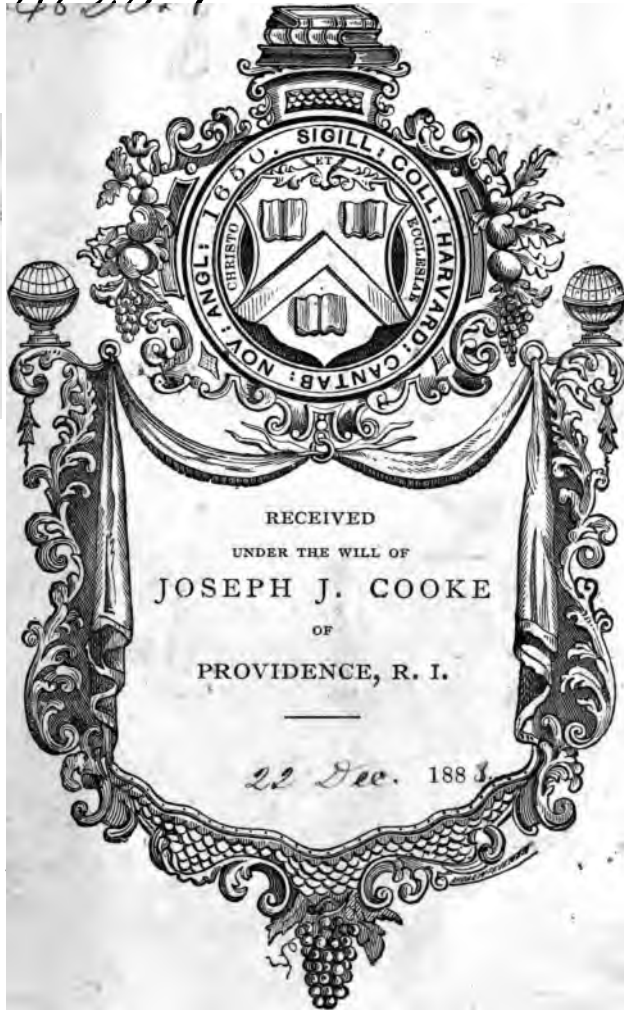 SIGILL: COLL: HARVARD: CANTAB: NOV: ANGL: 1650.
CHRISTO
ET
ECCLESIAE
RECEIVED
UNDER THE WILL OF
JOSEPH J. COOKE
OF
PROVIDENCE, R. I.
22 Dec. 1883